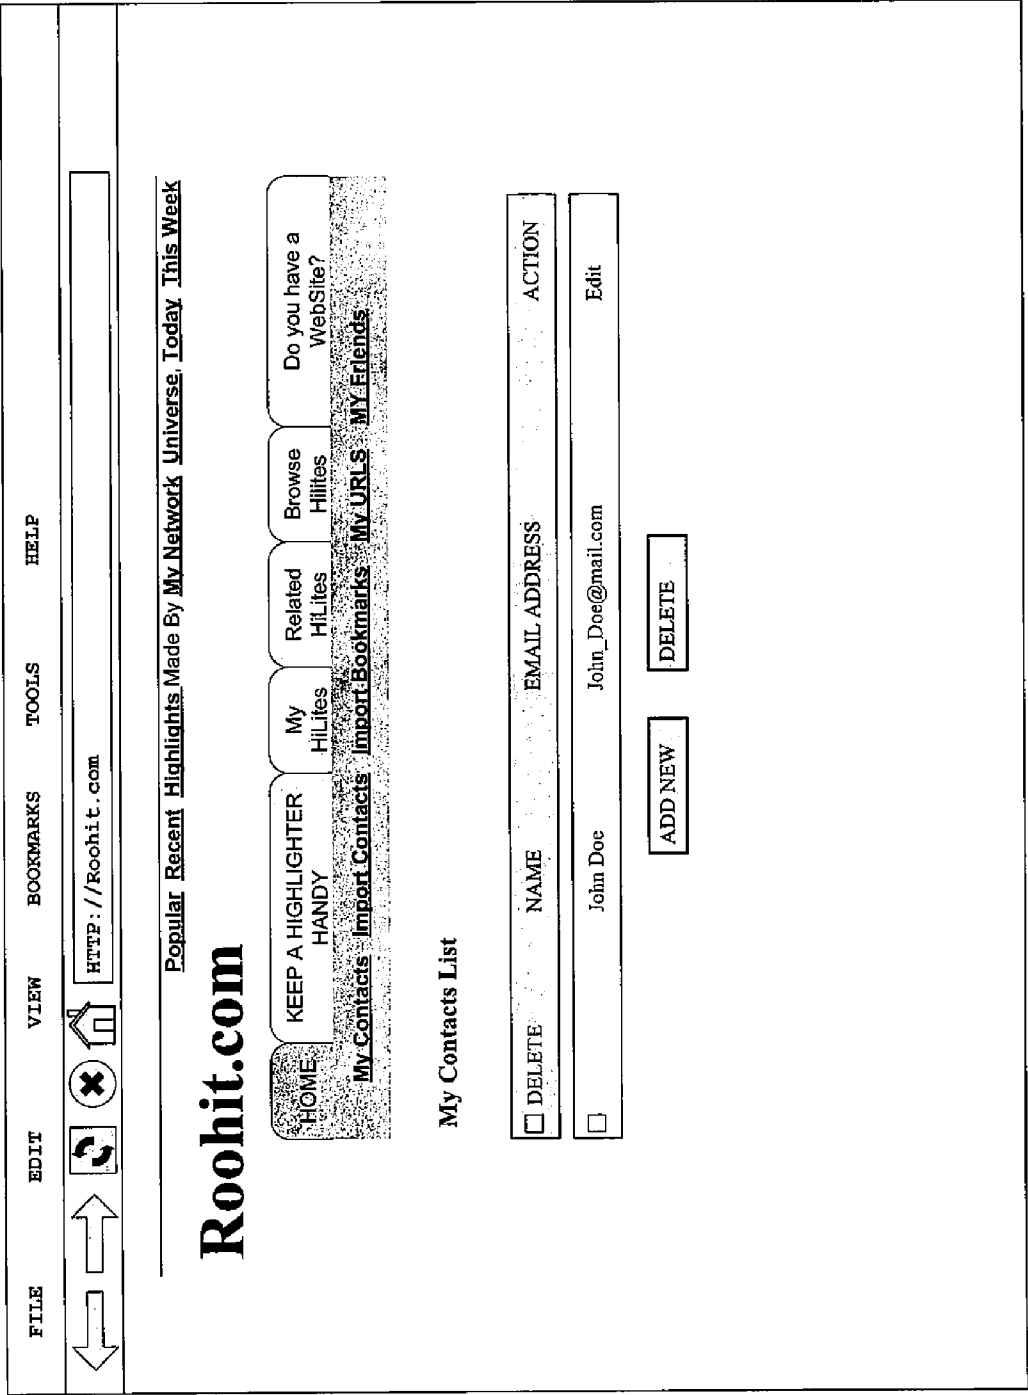 FILE EDIT VIEW BOOKMARKS TOOLS HELP
HTTP://Roohit.com
Popular Recent Highlights Made By My Network Universe, Today This Week
Roohit.com
HOME
KEEP A HIGHLIGHTER
HANDY
My
HiLites
Related
HiLites
Browse
Hilites
Do you have a
WebSite?
My Contacts Import Contacts Import Bookmarks My URLS MY Friends
My Contacts List
DELETE NAME EMAIL ADDRESS ACTION
John Doe John_Doe@mail.com Edit
ADD NEW DELETE